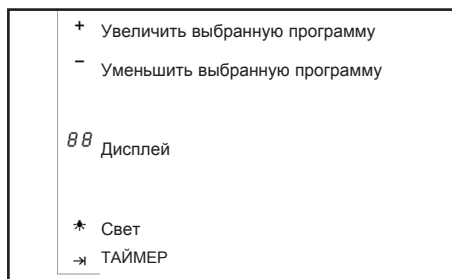 + Увеличить выбранную программу
- Уменьшить выбранную программу
88 Дисплей
Свет
ТАЙМЕР